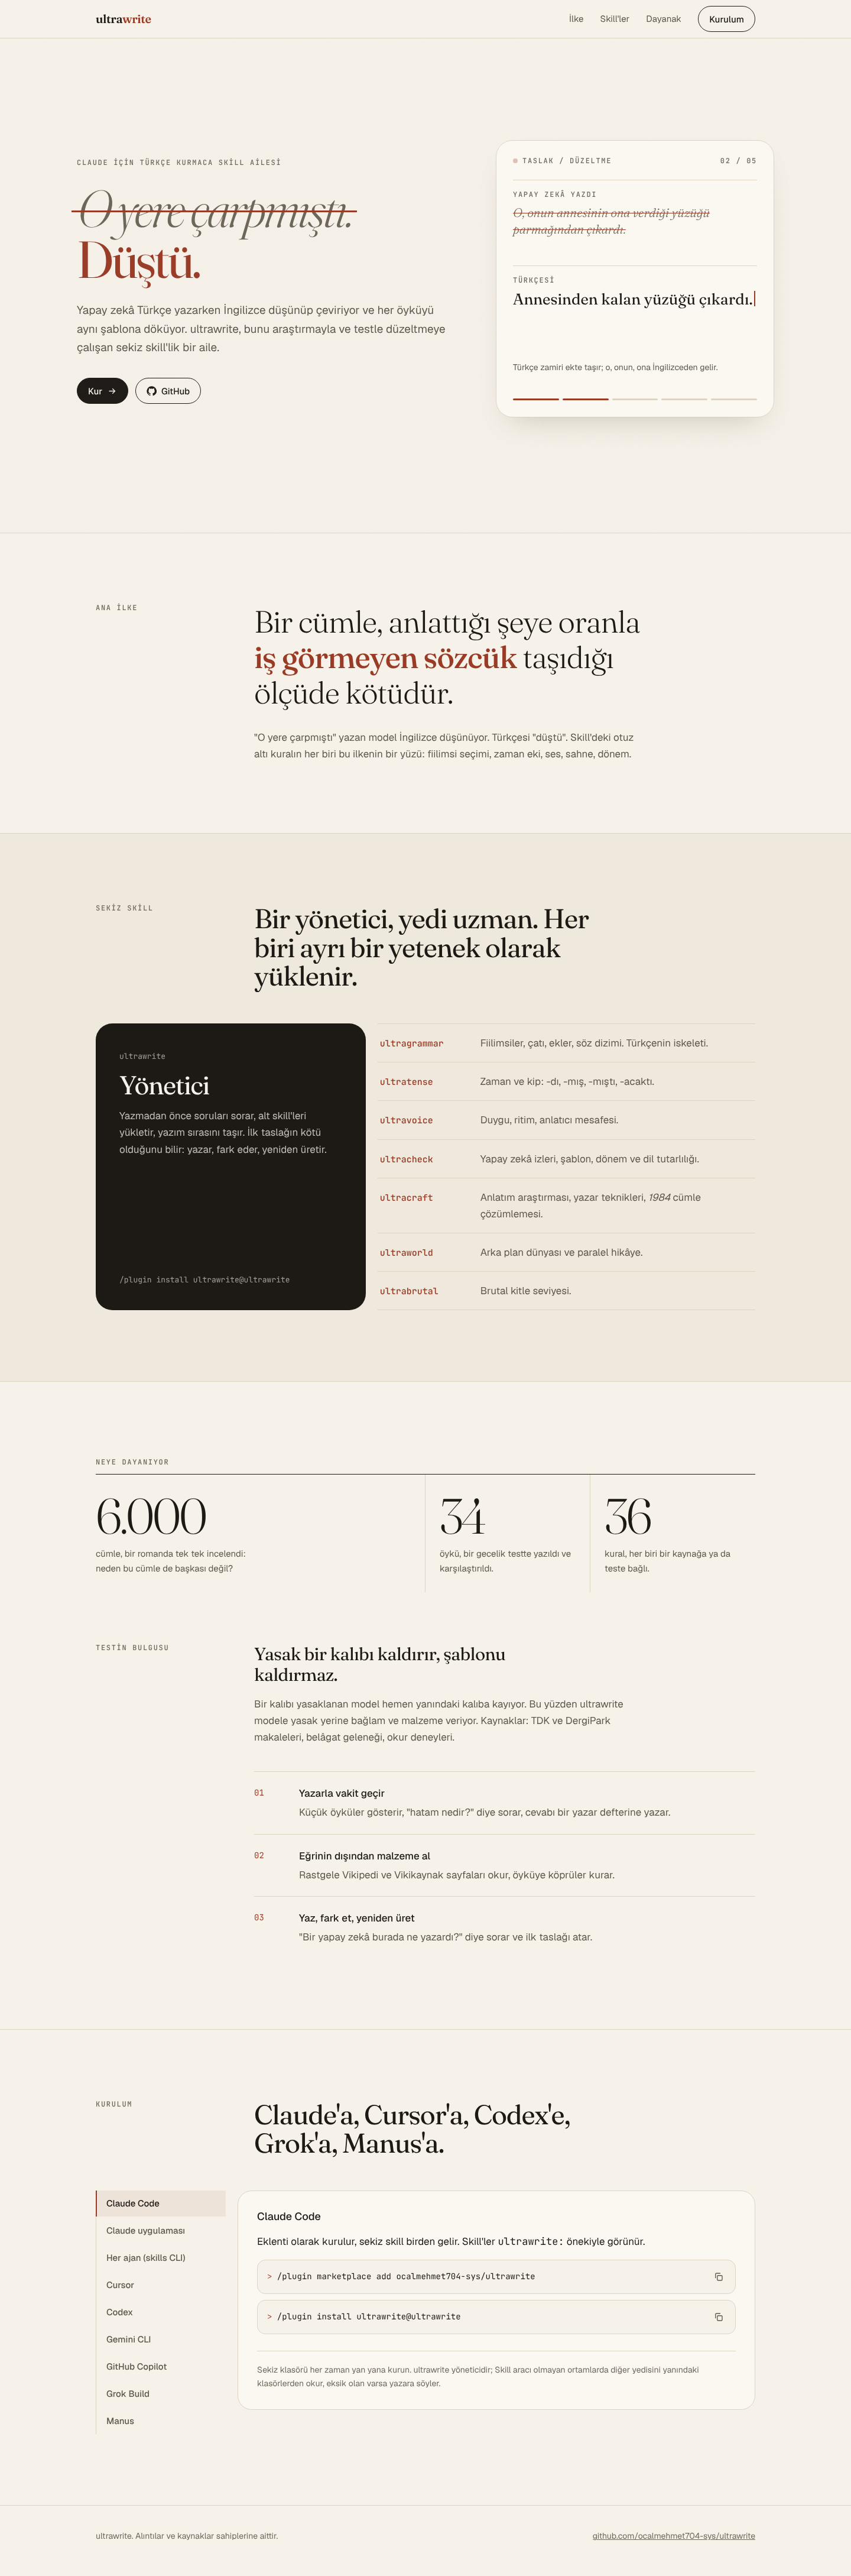 ultrawrite
İlke Skill'ler Dayanak Kurulum
CLAUDE İÇİN TÜRKÇE KURMACA SKİLL AİLESİ
O yere çarpmıştı.
Düştü.
Yapay zekâ Türkçe yazarken İngilizce düşünüp çeviriyor ve her öyküyü
aynı şablona döküyor. ultrawrite, bunu araştırmayla ve testle düzeltmeye
çalışan sekiz skill'lik bir aile.
Kur →
GitHub
TASLAK / DÜZELTME 02 / 05
YAPAY ZEKÂ YAZDI
O, onun annesinin ona verdiği yüzüğü
parmağından çıkardı.
TÜRKÇESİ
Annesinden kalan yüzüğü çıkardı.
Türkçe zamiri ekte taşır; o, onun, ona İngilizceden gelir.
ANA İLKE
Bir cümle, anlattığı şeye oranla
iş görmeyen sözcük taşıdığı
ölçüde kötüdür.
"O yere çarpmıştı" yazan model İngilizce düşünüyor. Türkçesi "düştü". Skill'deki otuz
altı kuralın her biri bu ilkenin bir yüzü: fiilimsi seçimi, zaman eki, ses, sahne, dönem.
SEKİZ SKİLL
Bir yönetici, yedi uzman. Her
biri ayrı bir yetenek olarak
yüklenir.
ultrawrite
Yönetici
Yazmadan önce soruları sorar, alt skill'leri
yükletir, yazım sırasını taşır. İlk taslağın kötü
olduğunu bilir: yazar, fark eder, yeniden üretir.
/plugin install ultrawrite@ultrawrite
ultragrammar Fiilimsiler, çatı, ekler, söz dizimi. Türkçenin iskeleti.
ultratense Zaman ve kip: -dı, -mış, -mıştı, -acaktı.
ultravoice Duygu, ritim, anlatıcı mesafesi.
ultracheck Yapay zekâ izleri, şablon, dönem ve dil tutarlılığı.
ultracraft Anlatım araştırması, yazar teknikleri, 1984 cümle
çözümlemesi.
ultraworld Arka plan dünyası ve paralel hikâye.
ultrabrutal Brutal kitle seviyesi.
NEYE DAYANIYOR
6.000
cümle, bir romanda tek tek incelendi:
neden bu cümle de başkası değil?
34
öykü, bir gecelik testte yazıldı ve
karşılaştırıldı.
36
kural, her biri bir kaynağa ya da
teste bağlı.
TESTİN BULGUSU
Yasak bir kalıbı kaldırır, şablonu
kaldırmaz.
Bir kalıbı yasaklanan model hemen yanındaki kalıba kayıyor. Bu yüzden ultrawrite
modele yasak yerine bağlam ve malzeme veriyor. Kaynaklar: TDK ve DergiPark
makaleleri, belâgat geleneği, okur deneyleri.
01 Yazarla vakit geçir
Küçük öyküler gösterir, "hatam nedir?" diye sorar, cevabı bir yazar defterine yazar.
02 Eğrinin dışından malzeme al
Rastgele Vikipedi ve Vikikaynak sayfaları okur, öyküye köprüler kurar.
03 Yaz, fark et, yeniden üret
"Bir yapay zekâ burada ne yazardı?" diye sorar ve ilk taslağı atar.
KURULUM
Claude'a, Cursor'a, Codex'e,
Grok'a, Manus'a.
Claude Code
Claude uygulaması
Her ajan (skills CLI)
Cursor
Codex
Gemini CLI
GitHub Copilot
Grok Build
Manus
Claude Code
Eklenti olarak kurulur, sekiz skill birden gelir. Skill'ler ultrawrite: önekiyle görünür.
> /plugin marketplace add ocalmehmet704-sys/ultrawrite
> /plugin install ultrawrite@ultrawrite
Sekiz klasörü her zaman yan yana kurun. ultrawrite yöneticidir; Skill aracı olmayan ortamlarda diğer yedisini yanındaki
klasörlerden okur, eksik olan varsa yazara söyler.
ultrawrite. Alıntılar ve kaynaklar sahiplerine aittir.
github.com/ocalmehmet704-sys/ultrawrite